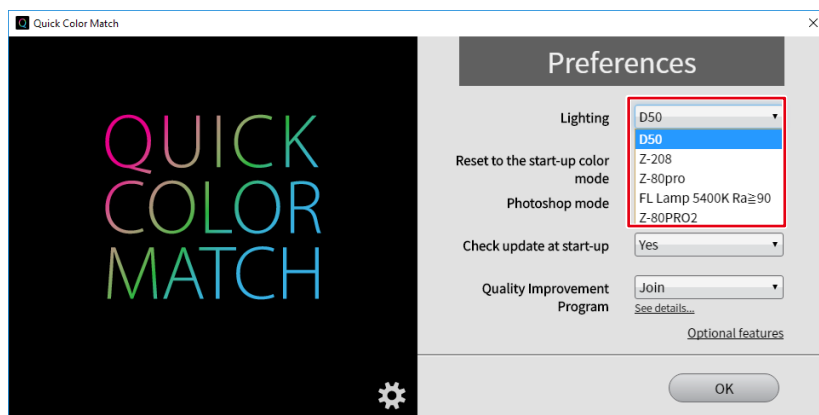 Quick Color Match
QUICK
COLOR
MATCH
Preferences
Lighting
D50
D50
Z-208
Z-80pro
FL Lamp 5400K Ra≧90
Z-80PRO2
Reset to the start-up color
mode
Photoshop mode
Check update at start-up
Yes
Quality Improvement
Program
Join
See details...
Optional features
OK